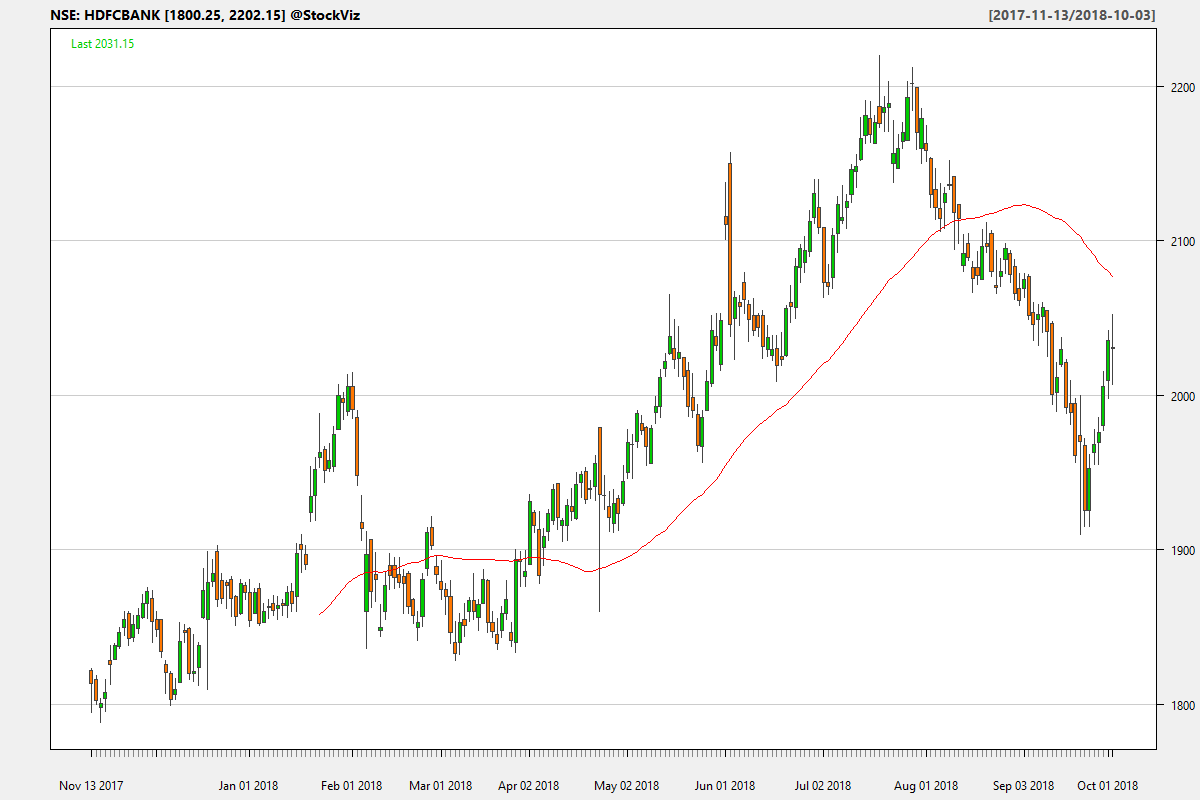 NSE: HDFCBANK [1800.25, 2202.15] @StockViz [2017-11-13/2018-10-03]
Last 2031.15
2200
2100
2000
1900
1800
Nov 13 2017 Jan 01 2018 Feb 01 2018 Mar 01 2018 Apr 02 2018 May 02 2018 Jun 01 2018 Jul 02 2018 Aug 01 2018 Sep 03 2018 Oct 01 2018